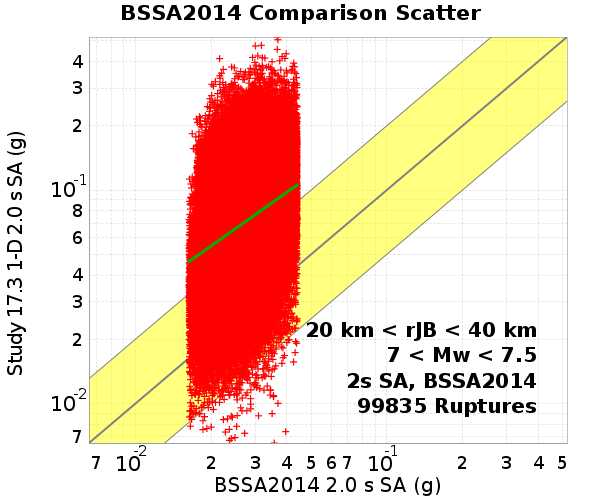 BSSA2014 Comparison Scatter
Study 17.3 1-D 2.0 s SA (g)
4
3
2
10^-1
8
6
4
3
2
10^-2
7
20 km < rJB < 40 km
7 < Mw < 7.5
2s SA, BSSA2014
99835 Ruptures
7 10^-2 2 3 4 5 6 7 10^-1 2 3 4 5
BSSA2014 2.0 s SA (g)